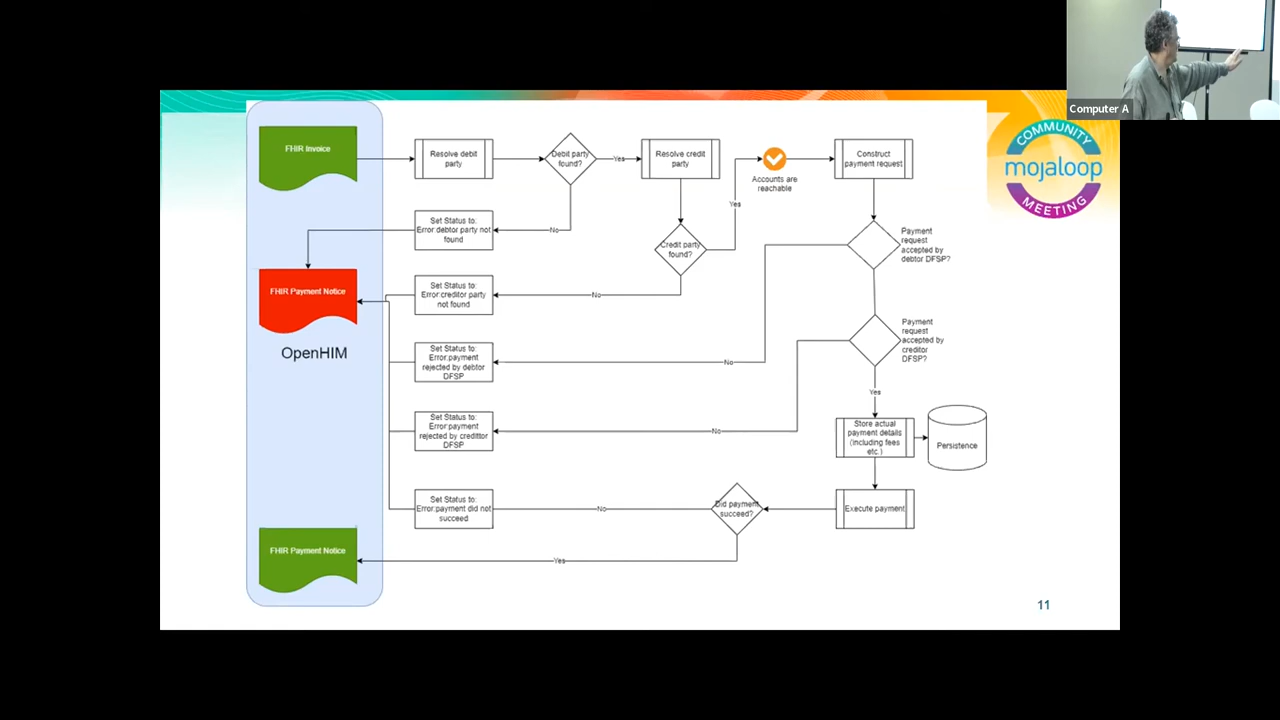 Computer A
COMMUNITY
mojaloop
MEETING
FHIR Invoice
Resolve debit
party
Debit party
found?
Yes
Resolve credit
party
Accounts are
reachable
Construct
payment request
Yes
Set Status to:
Error debtor party not
found
No
Credit party
found?
Payment
request
accepted by
debtor DFSP?
FHIR Payment Notice
Set Status to:
Error:creditor party
not found
No
OpenHIM
Set Status to:
Error:payment
rejected by debtor
DFSP
No
Payment
request
accepted by
creditor
DFSP?
Yes
Set Status to:
Error:payment
rejected by credittor
DFSP
No
Store actual
payment details
(including fees
etc.)
Persistence
Set Status to:
Error:payment did not
succeed
No
Did payment
succeed?
Execute payment
FHIR Payment Notice
Yes
11